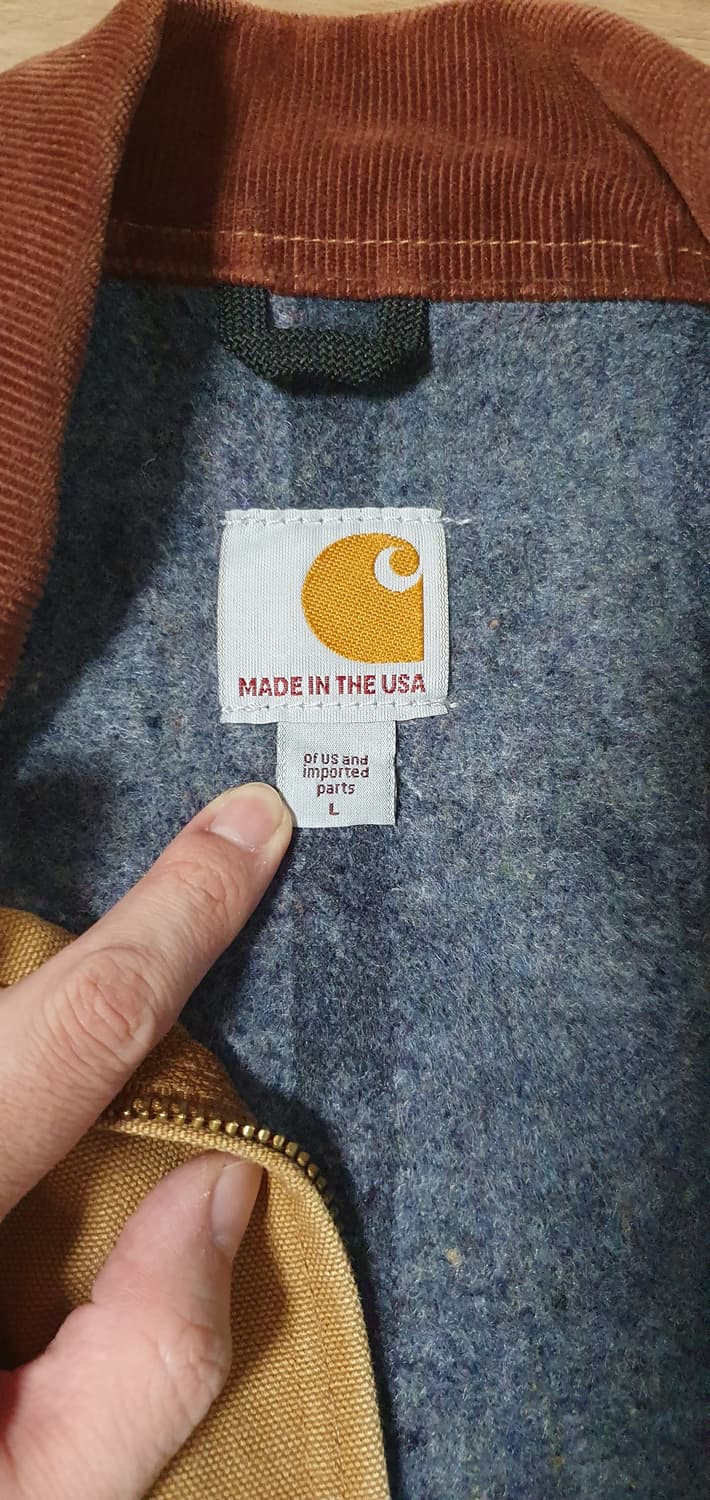 MADE IN THE USA
Of US and
imported
parts
L